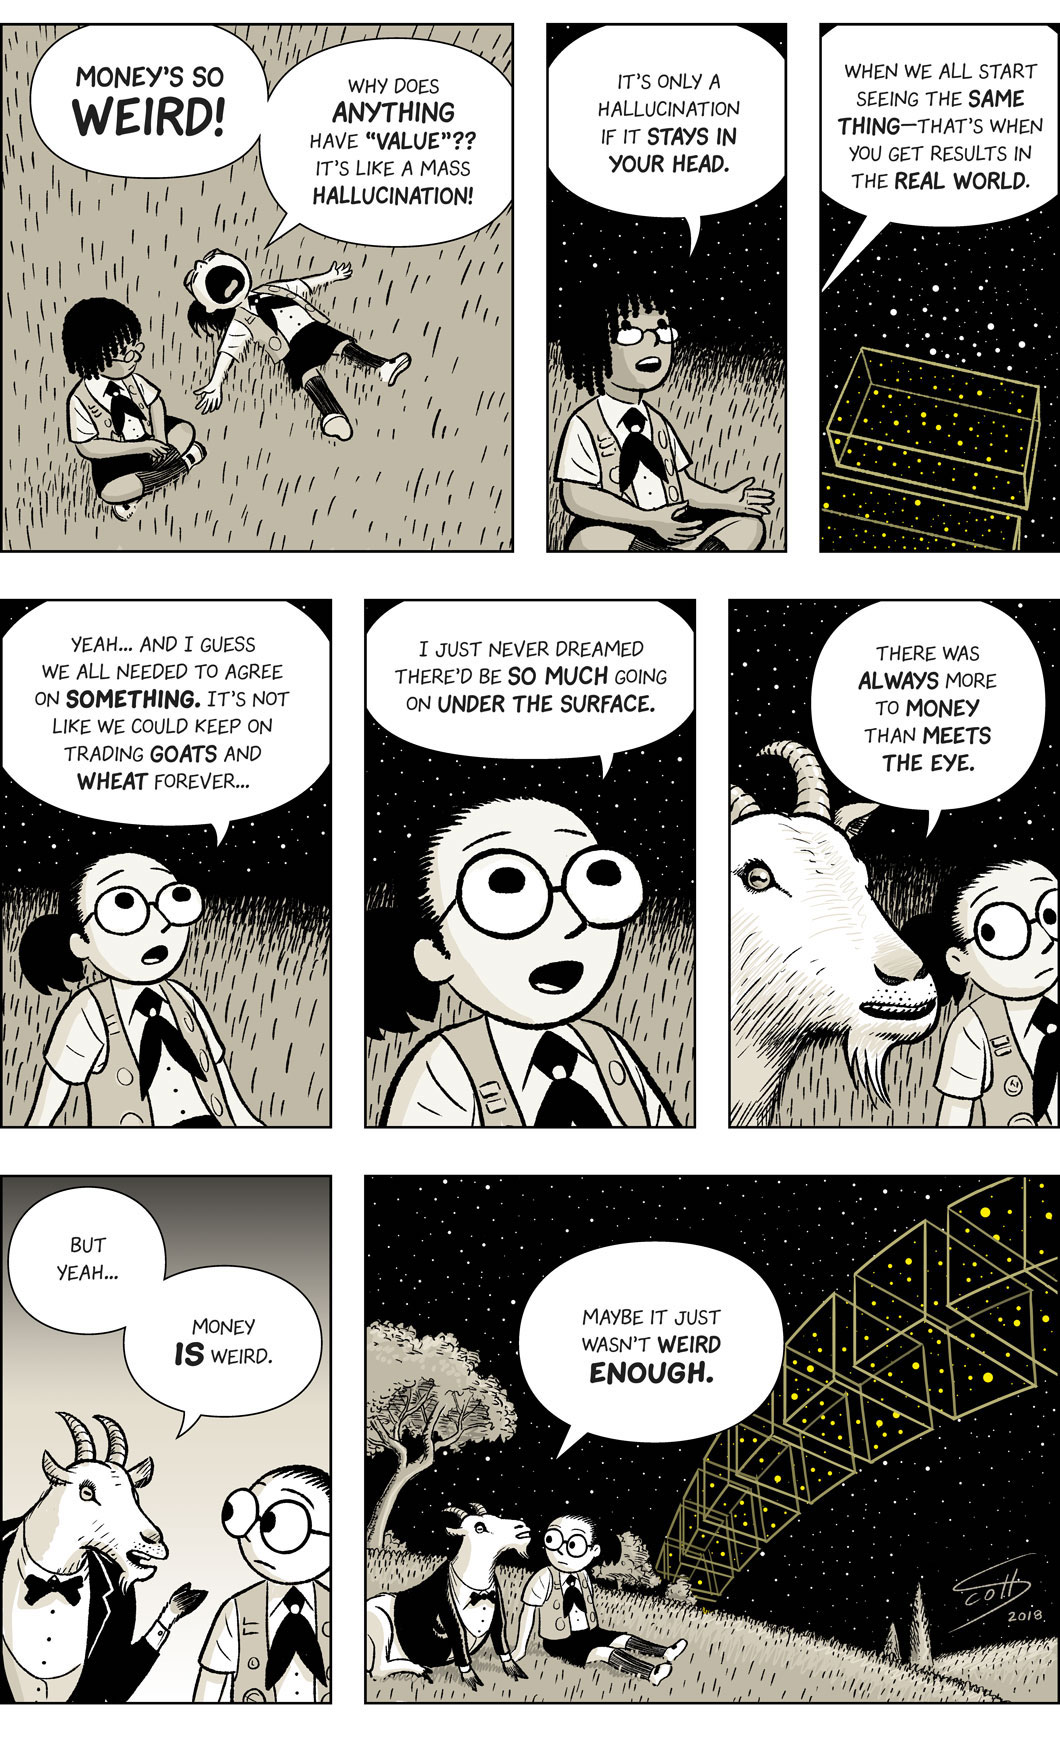 MONEY'S SO
WEIRD!
WHY DOES
ANYTHING
HAVE "VALUE"??
IT'S LIKE A MASS
HALLUCINATION!
IT'S ONLY A
HALLUCINATION
IF IT STAYS IN
YOUR HEAD.
WHEN WE ALL START
SEEING THE SAME
THING—THAT'S WHEN
YOU GET RESULTS IN
THE REAL WORLD.
YEAH... AND I GUESS
WE ALL NEEDED TO AGREE
ON SOMETHING. IT'S NOT
LIKE WE COULD KEEP ON
TRADING GOATS AND
WHEAT FOREVER...
I JUST NEVER DREAMED
THERE'D BE SO MUCH GOING
ON UNDER THE SURFACE.
THERE WAS
ALWAYS MORE
TO MONEY
THAN MEETS
THE EYE.
BUT
YEAH...
MONEY
IS WEIRD.
MAYBE IT JUST
WASN'T WEIRD
ENOUGH.
Scott
2018